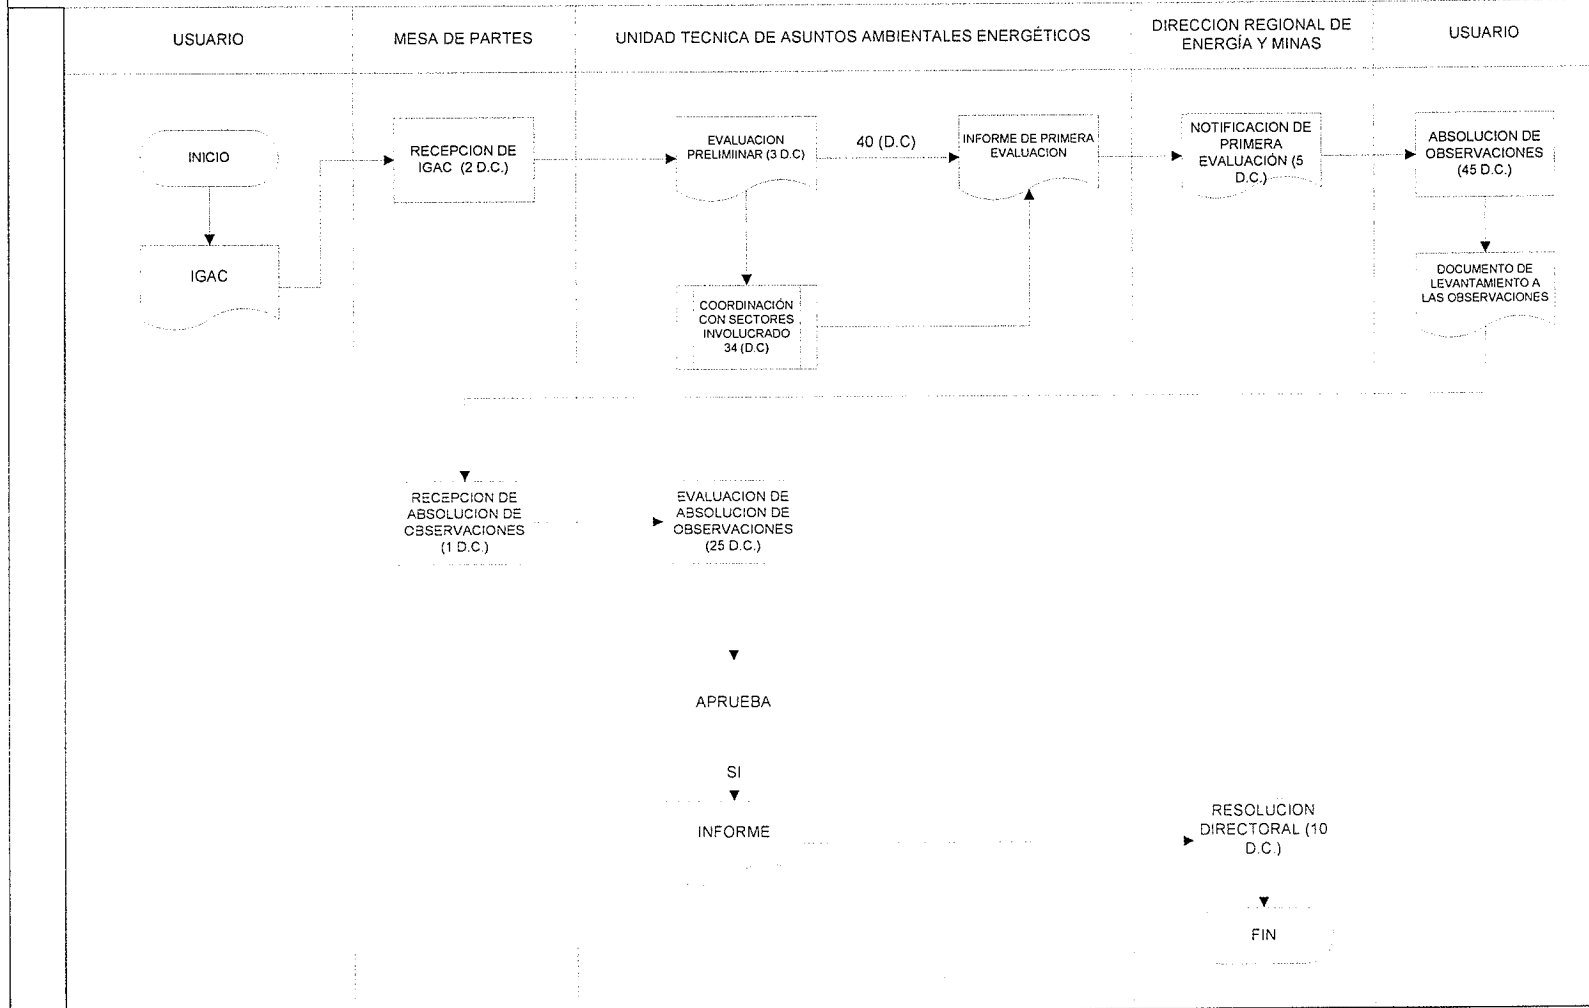 USUARIO
MESA DE PARTES
UNIDAD TECNICA DE ASUNTOS AMBIENTALES ENERGÉTICOS
DIRECCION REGIONAL DE
ENERGÍA Y MINAS
USUARIO
INICIO
IGAC
RECEPCION DE
IGAC (2 D.C.)
EVALUACION
PRELIMIINAR (3 D.C)
40 (D.C)
INFORME DE PRIMERA
EVALUACION
NOTIFICACION DE
PRIMERA
EVALUACIÓN (5
D.C.)
ABSOLUCION DE
OBSERVACIONES
(45 D.C.)
COORDINACIÓN
CON SECTORES
INVOLUCRADO
34 (D.C)
DOCUMENTO DE
LEVANTAMIENTO A
LAS OBSERVACIONES
RECEPCION DE
ABSOLUCION DE
OBSERVACIONES
(1 D.C.)
EVALUACION DE
ABSOLUCION DE
OBSERVACIONES
(25 D.C.)
APRUEBA
SI
INFORME
RESOLUCION
DIRECTORAL (10
D.C.)
FIN